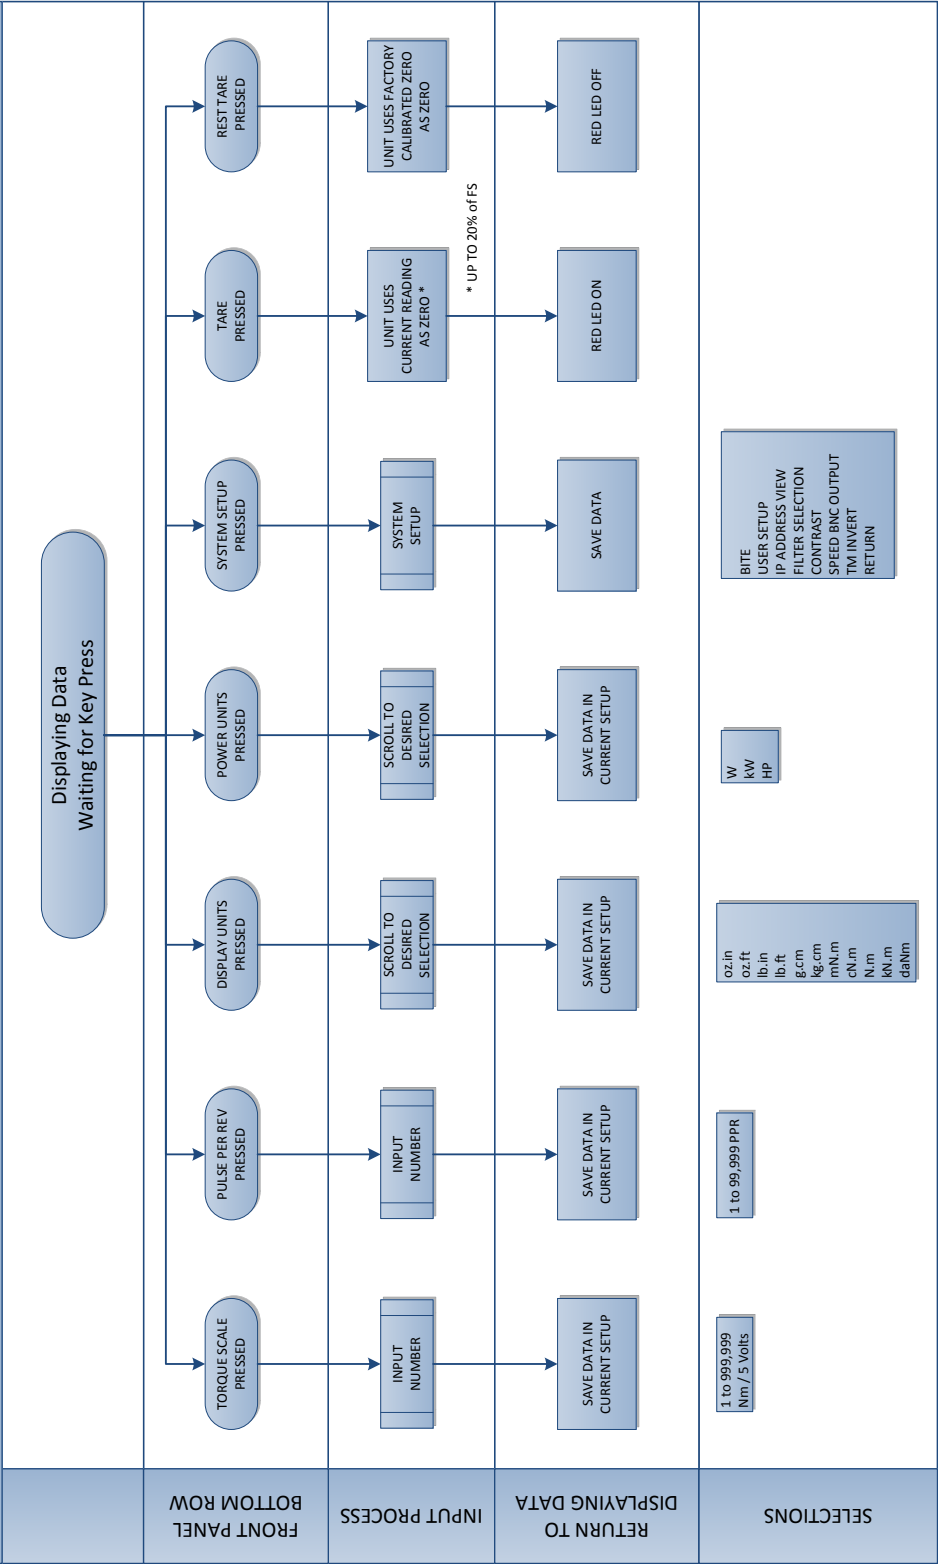 Displaying Data
Waiting for Key Press
FRONT PANEL
BOTTOM ROW
TORQUE SCALE
PRESSED
PULSE PER REV
PRESSED
DISPLAY UNITS
PRESSED
POWER UNITS
PRESSED
SYSTEM SETUP
PRESSED
TARE
PRESSED
REST TARE
PRESSED
INPUT PROCESS
INPUT
NUMBER
INPUT
NUMBER
SCROLL TO
DESIRED
SELECTION
SCROLL TO
DESIRED
SELECTION
SYSTEM
SETUP
UNIT USES
CURRENT READING
AS ZERO *
UNIT USES FACTORY
CALIBRATED ZERO
AS ZERO
* UP TO 20% of FS
RETURN TO
DISPLAYING DATA
SAVE DATA IN
CURRENT SETUP
SAVE DATA IN
CURRENT SETUP
SAVE DATA IN
CURRENT SETUP
SAVE DATA IN
CURRENT SETUP
SAVE DATA
RED LED ON
RED LED OFF
SELECTIONS
1 to 999,999
Nm / 5 Volts
1 to 99,999 PPR
oz.in
oz.ft
lb.in
lb.ft
g.cm
kg.cm
mN.m
cN.m
N.m
kN.m
daNm
W
kW
HP
BITE
USER SETUP
IP ADDRESS VIEW
FILTER SELECTION
CONTRAST
SPEED BNC OUTPUT
TM INVERT
RETURN